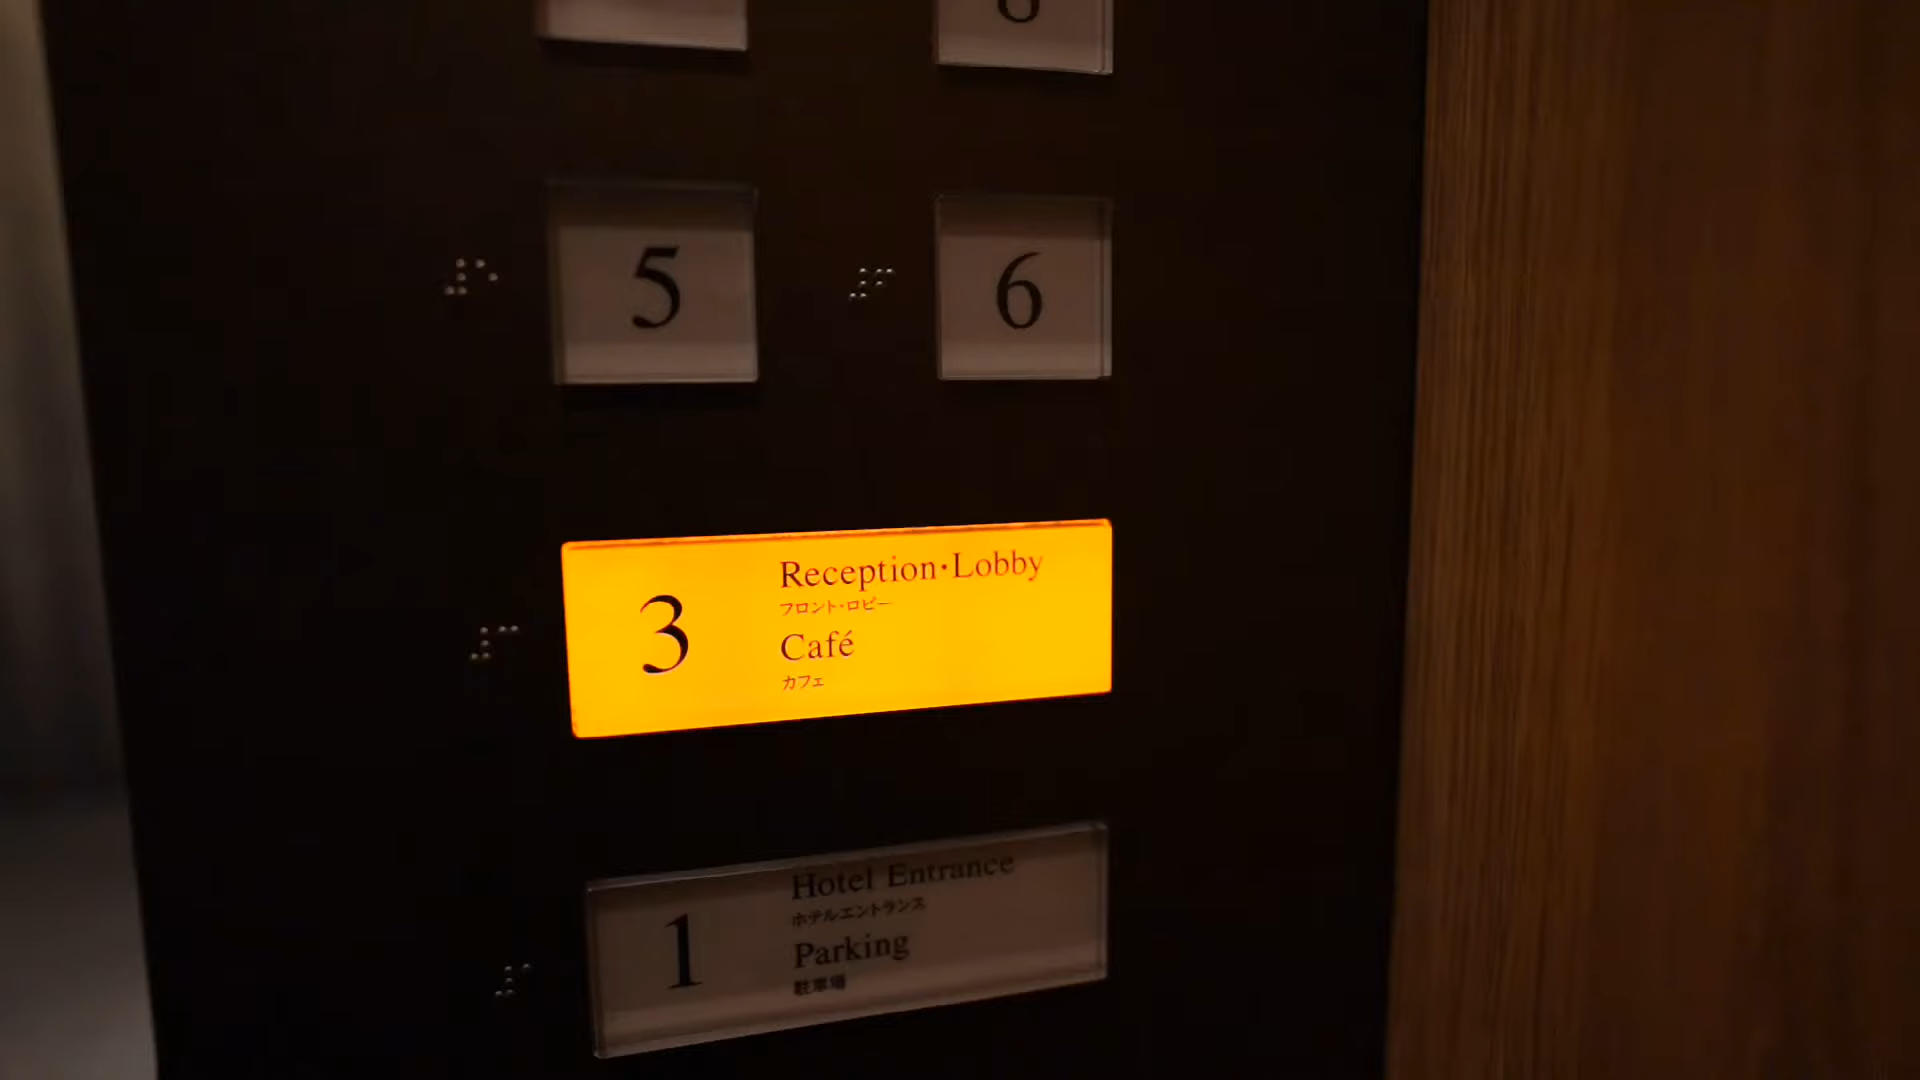 8
5
6
3
Reception・Lobby
フロント・ロビー
Café
カフェ
1
Hotel Entrance
ホテルエントランス
Parking
駐車場